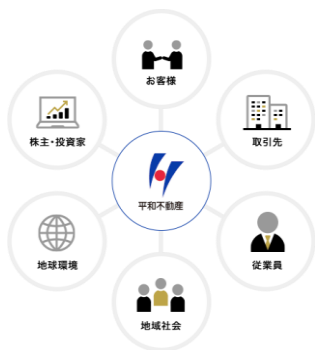 お客様
株主・投資家
取引先
平和不動産
地球環境
従業員
地域社会